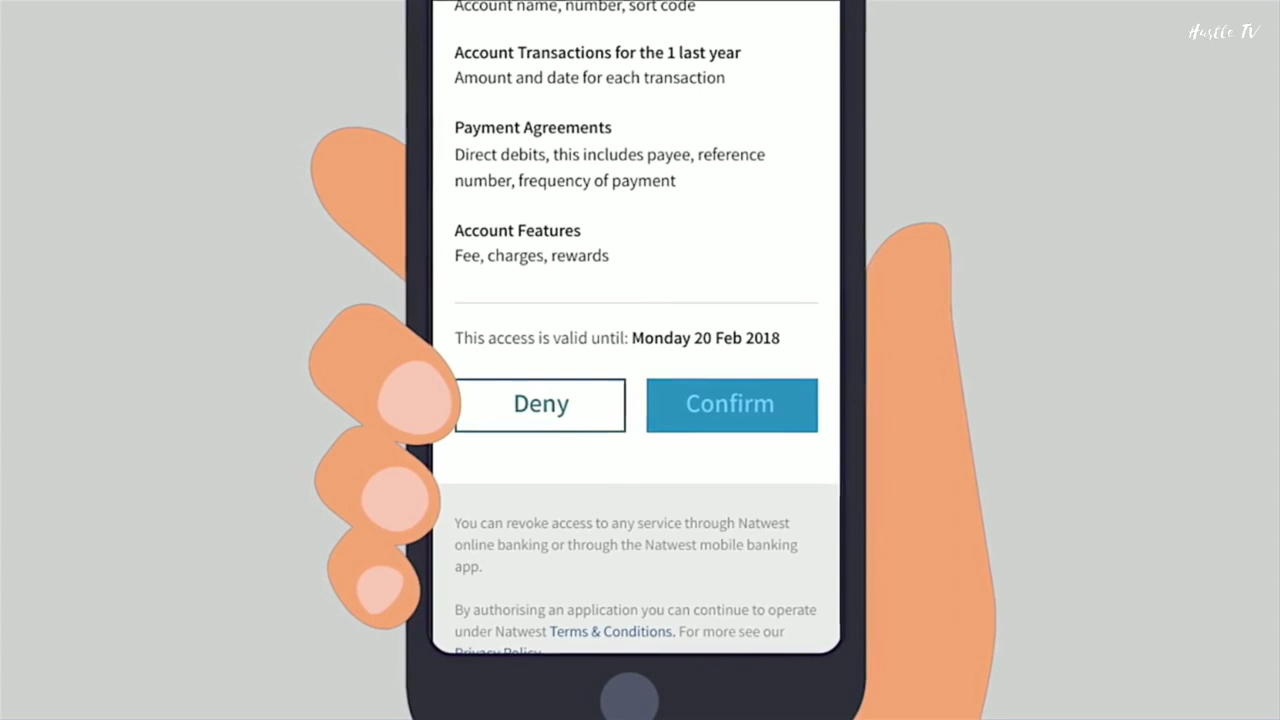 Account name, number, sort code
Hustle TV
Account Transactions for the 1 last year
Amount and date for each transaction
Payment Agreements
Direct debits, this includes payee, reference
number, frequency of payment
Account Features
Fee, charges, rewards
This access is valid until: Monday 20 Feb 2018
Deny
Confirm
You can revoke access to any service through Natwest
online banking or through the Natwest mobile banking
app.
By authorising an application you can continue to operate
under Natwest Terms & Conditions. For more see our
Privacy Policy